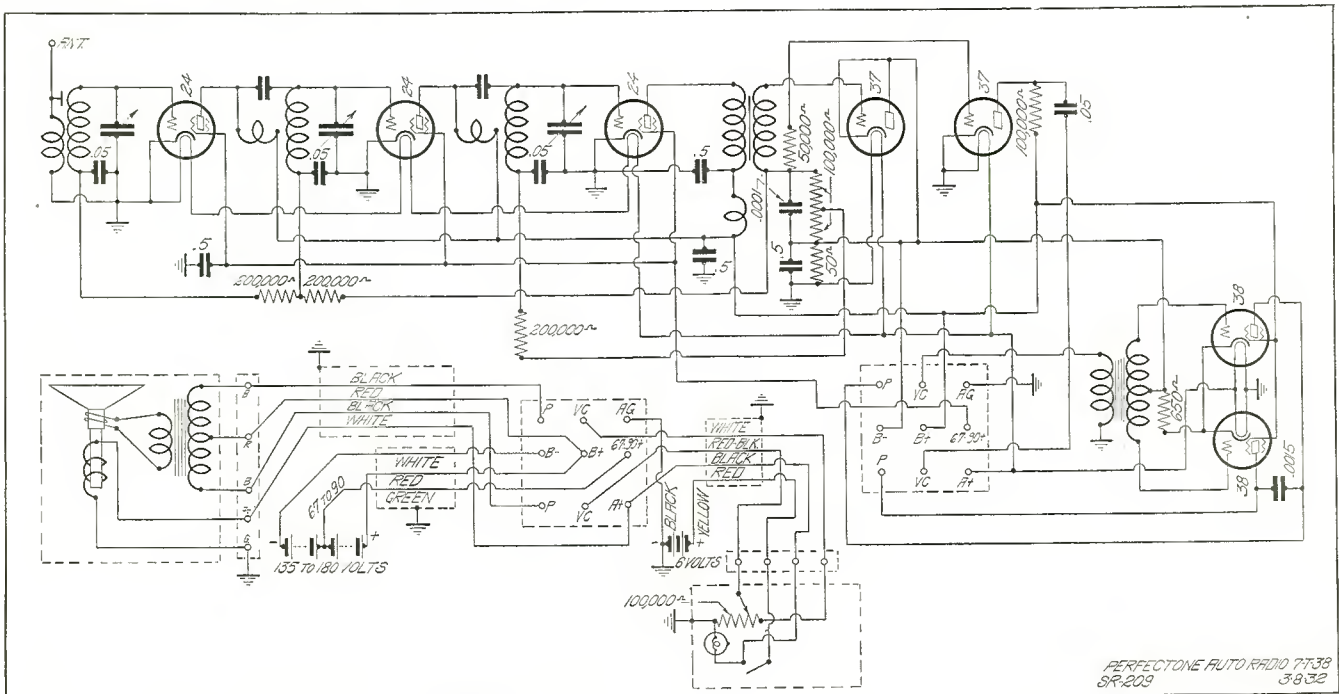 ANT.
24
24
24
37
37
.05
.05
.05
.5
50,000~
100,000~
100,000~
.05
.0001
.5
.5
.5
50~
200,000~ 200,000~
200,000~
38
650~
38
.0015
P VC AG
B- B+ 67-90+
P VC A+
BLACK
RED
BLACK
WHITE
B
R
B
G
WHITE
RED
GREEN
67 TO 90
- +
135 TO 180 VOLTS
P VC AG
B- B+ 67-90+
P VC A+
WHITE
RED-BLK
BLACK
RED
BLACK
YELLOW
- +
6 VOLTS
100,000~
PERFECTONE AUTO RADIO 7-T-38
SR-209 3-8-32